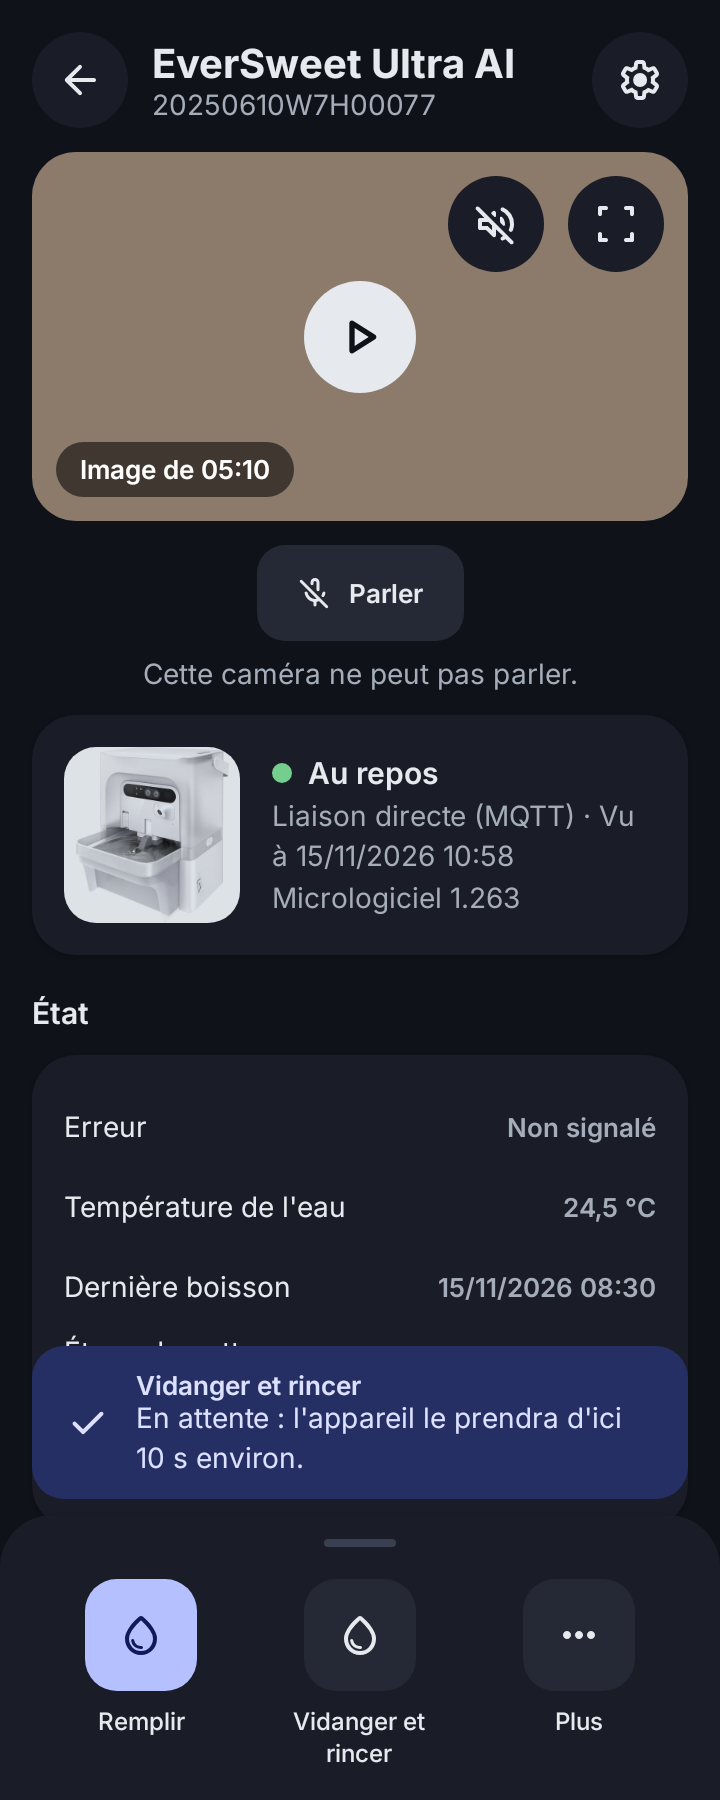 EverSweet Ultra AI
20250610W7H00077
Image de 05:10
Parler
Cette caméra ne peut pas parler.
Au repos
Liaison directe (MQTT) · Vu
à 15/11/2026 10:58
Micrologiciel 1.263
État
Erreur
Non signalé
Température de l'eau
24,5 °C
Dernière boisson
15/11/2026 08:30
Vidanger et rincer
En attente : l'appareil le prendra d'ici
10 s environ.
Remplir
Vidanger et
rincer
Plus